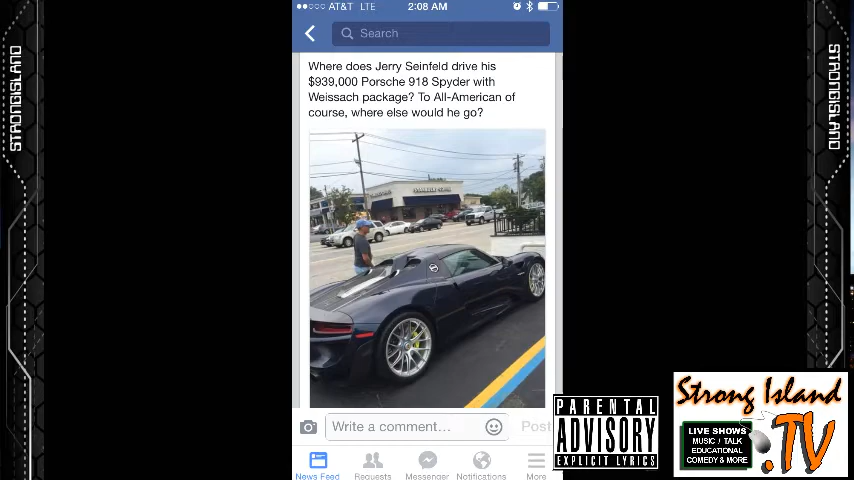 STRONGISLAND
AT&T LTE 2:08 AM
Search
Where does Jerry Seinfeld drive his
$939,000 Porsche 918 Spyder with
Weissach package? To All-American of
course, where else would he go?
Write a comment...
Post
News Feed
Requests
Messenger
Notifications
More
PARENTAL
ADVISORY
EXPLICIT LYRICS
Strong Island
LIVE SHOWS
MUSIC / TALK
EDUCATIONAL
COMEDY & MORE
.TV
STRONGISLAND